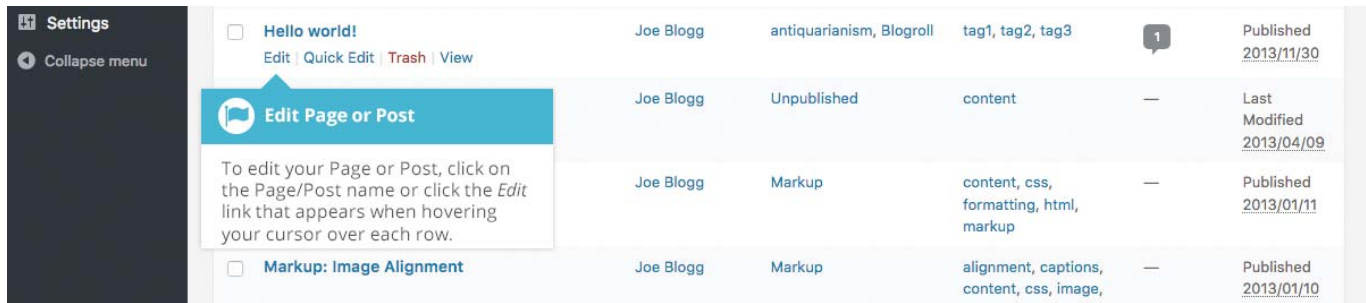 Settings
Collapse menu
Hello world! Joe Blogg antiquarianism, Blogroll tag1, tag2, tag3 1 Published
Edit | Quick Edit | Trash | View 2013/11/30
Edit Page or Post
To edit your Page or Post, click on
the Page/Post name or click the Edit
link that appears when hovering
your cursor over each row.
Joe Blogg Unpublished content — Last
Modified
2013/04/09
Joe Blogg Markup content, css, — Published
formatting, html, 2013/01/11
markup
Markup: Image Alignment Joe Blogg Markup alignment, captions, — Published
content, css, image, 2013/01/10